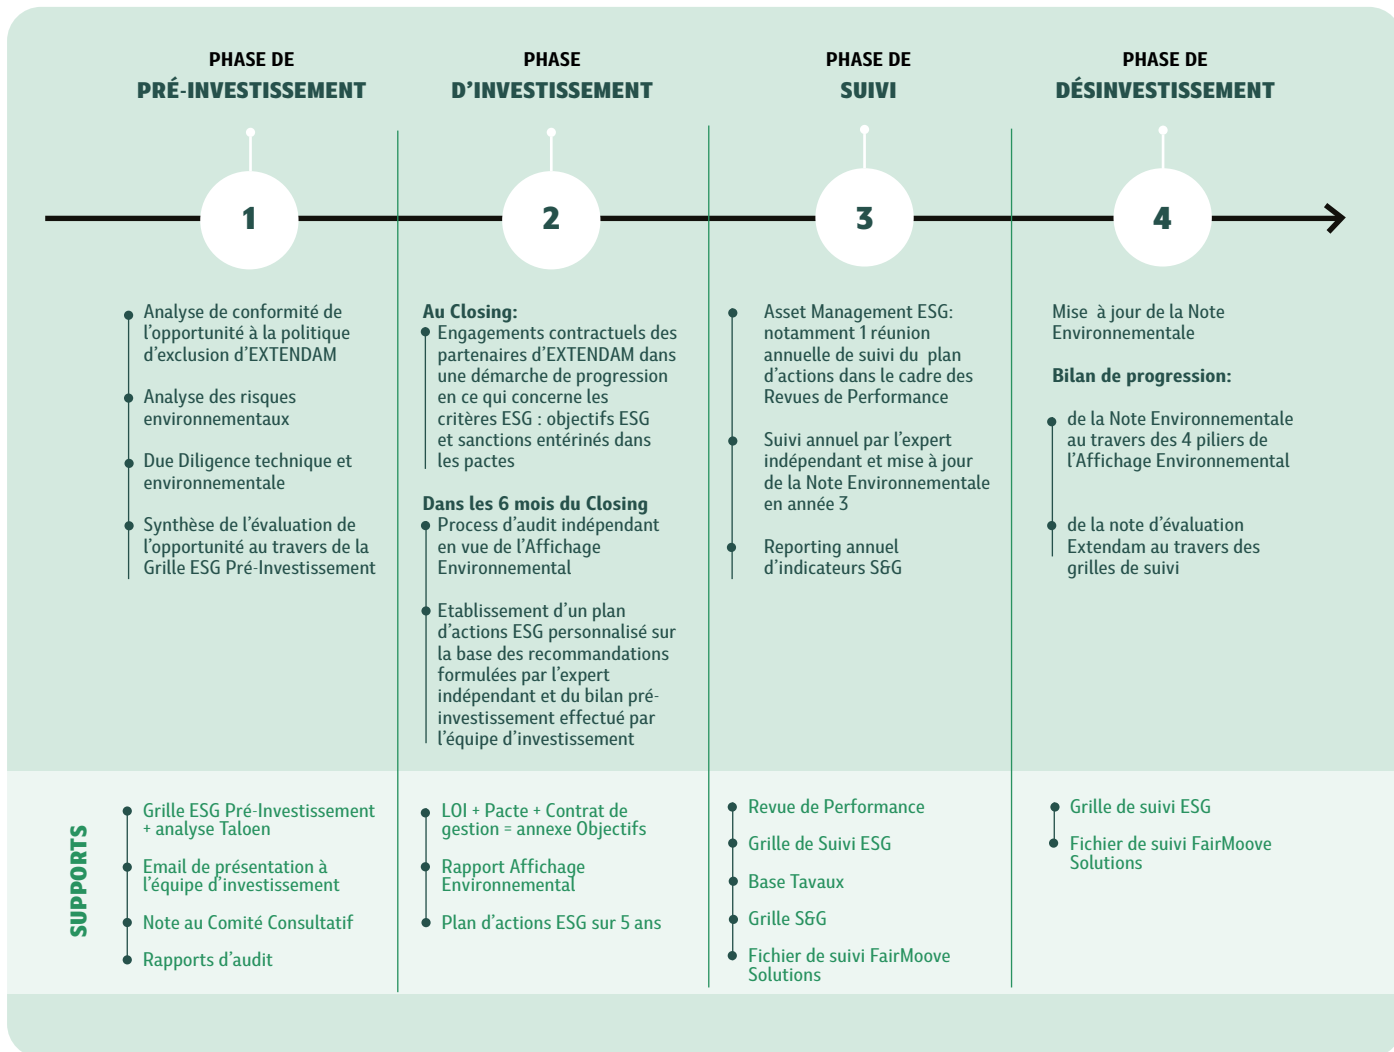 PHASE DE
PRÉ-INVESTISSEMENT
PHASE
D'INVESTISSEMENT
PHASE DE
SUIVI
PHASE DE
DÉSINVESTISSEMENT
1
2
3
4
Analyse de conformité de
l'opportunité à la politique
d'exclusion d'EXTENDAM
Analyse des risques
environnementaux
Due Diligence technique et
environnementale
Synthèse de l'évaluation de
l'opportunité au travers de la
Grille ESG Pré-Investissement
Au Closing:
Engagements contractuels des
partenaires d'EXTENDAM dans
une démarche de progression
en ce qui concerne les
critères ESG : objectifs ESG
et sanctions entérinés dans
les pactes
Dans les 6 mois du Closing
Process d'audit indépendant
en vue de l'Affichage
Environnemental
Etablissement d'un plan
d'actions ESG personnalisé sur
la base des recommandations
formulées par l'expert
indépendant et du bilan pré-
investissement effectué par
l'équipe d'investissement
Asset Management ESG:
notamment 1 réunion
annuelle de suivi du plan
d'actions dans le cadre des
Revues de Performance
Suivi annuel par l'expert
indépendant et mise à jour
de la Note Environnementale
en année 3
Reporting annuel
d'indicateurs S&G
Mise à jour de la Note
Environnementale
Bilan de progression:
de la Note Environnementale
au travers des 4 piliers de
l'Affichage Environnemental
de la note d'évaluation
Extendam au travers des
grilles de suivi
SUPPORTS
Grille ESG Pré-Investissement
+ analyse Taloen
Email de présentation à
l'équipe d'investissement
Note au Comité Consultatif
Rapports d'audit
LOI + Pacte + Contrat de
gestion = annexe Objectifs
Rapport Affichage
Environnemental
Plan d'actions ESG sur 5 ans
Revue de Performance
Grille de Suivi ESG
Base Tavaux
Grille S&G
Fichier de suivi FairMoove
Solutions
Grille de suivi ESG
Fichier de suivi FairMoove
Solutions